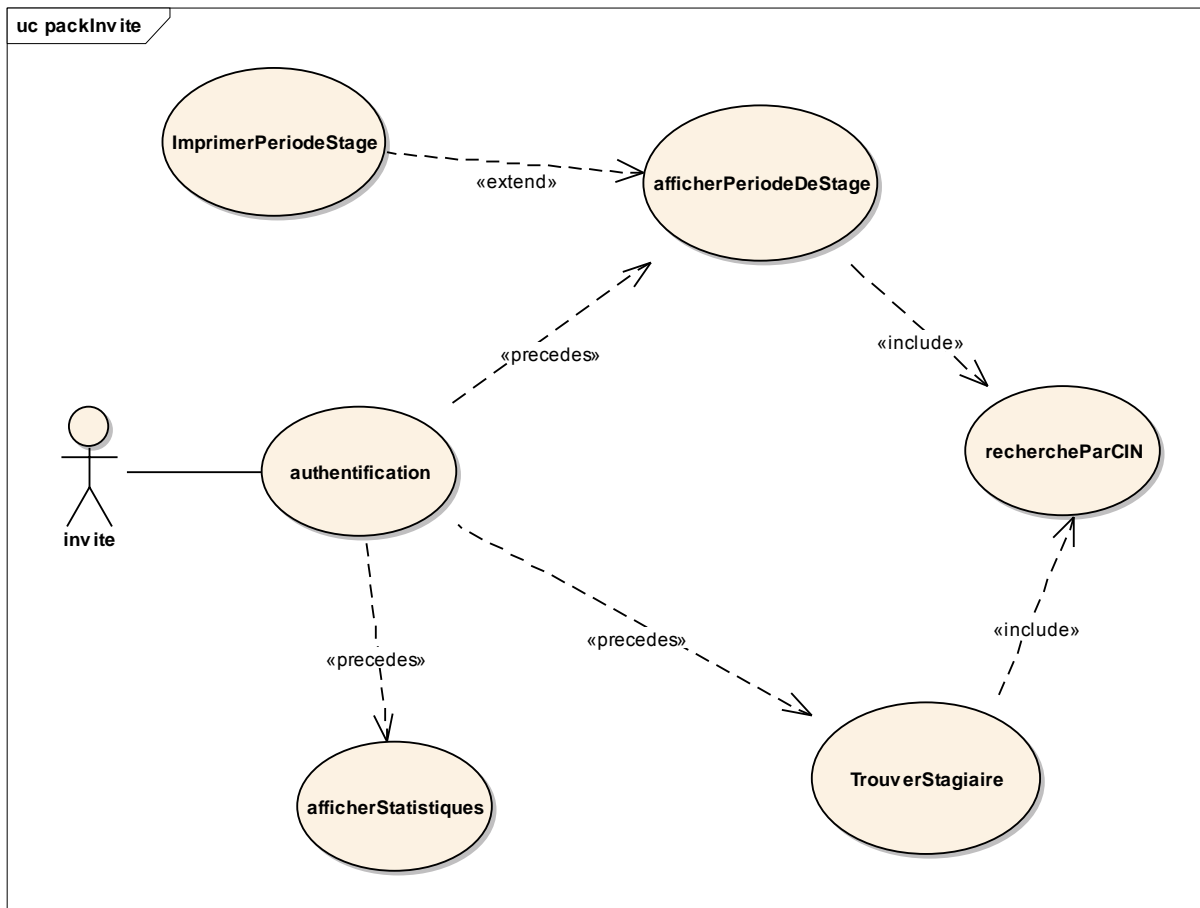 uc packInvite
ImprimerPeriodeStage
afficherPeriodeDeStage
«extend»
«include»
«precedes»
rechercheParCIN
authentification
invite
«include»
«precedes»
«precedes»
TrouverStagiaire
afficherStatistiques